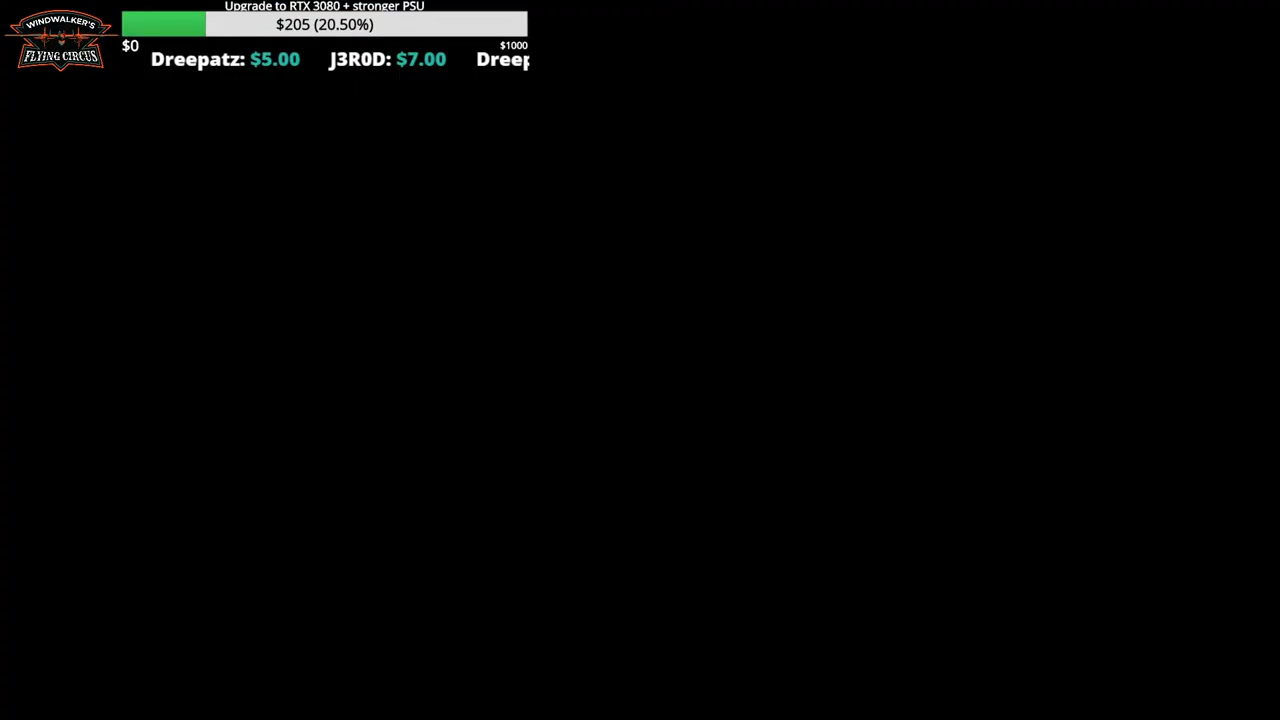 Upgrade to RTX 3080 + stronger PSU
WINDWALKER'S
FLYING CIRCUS
$205 (20.50%)
$0
$1000
Dreepatz: $5.00 J3R0D: $7.00 Dreep